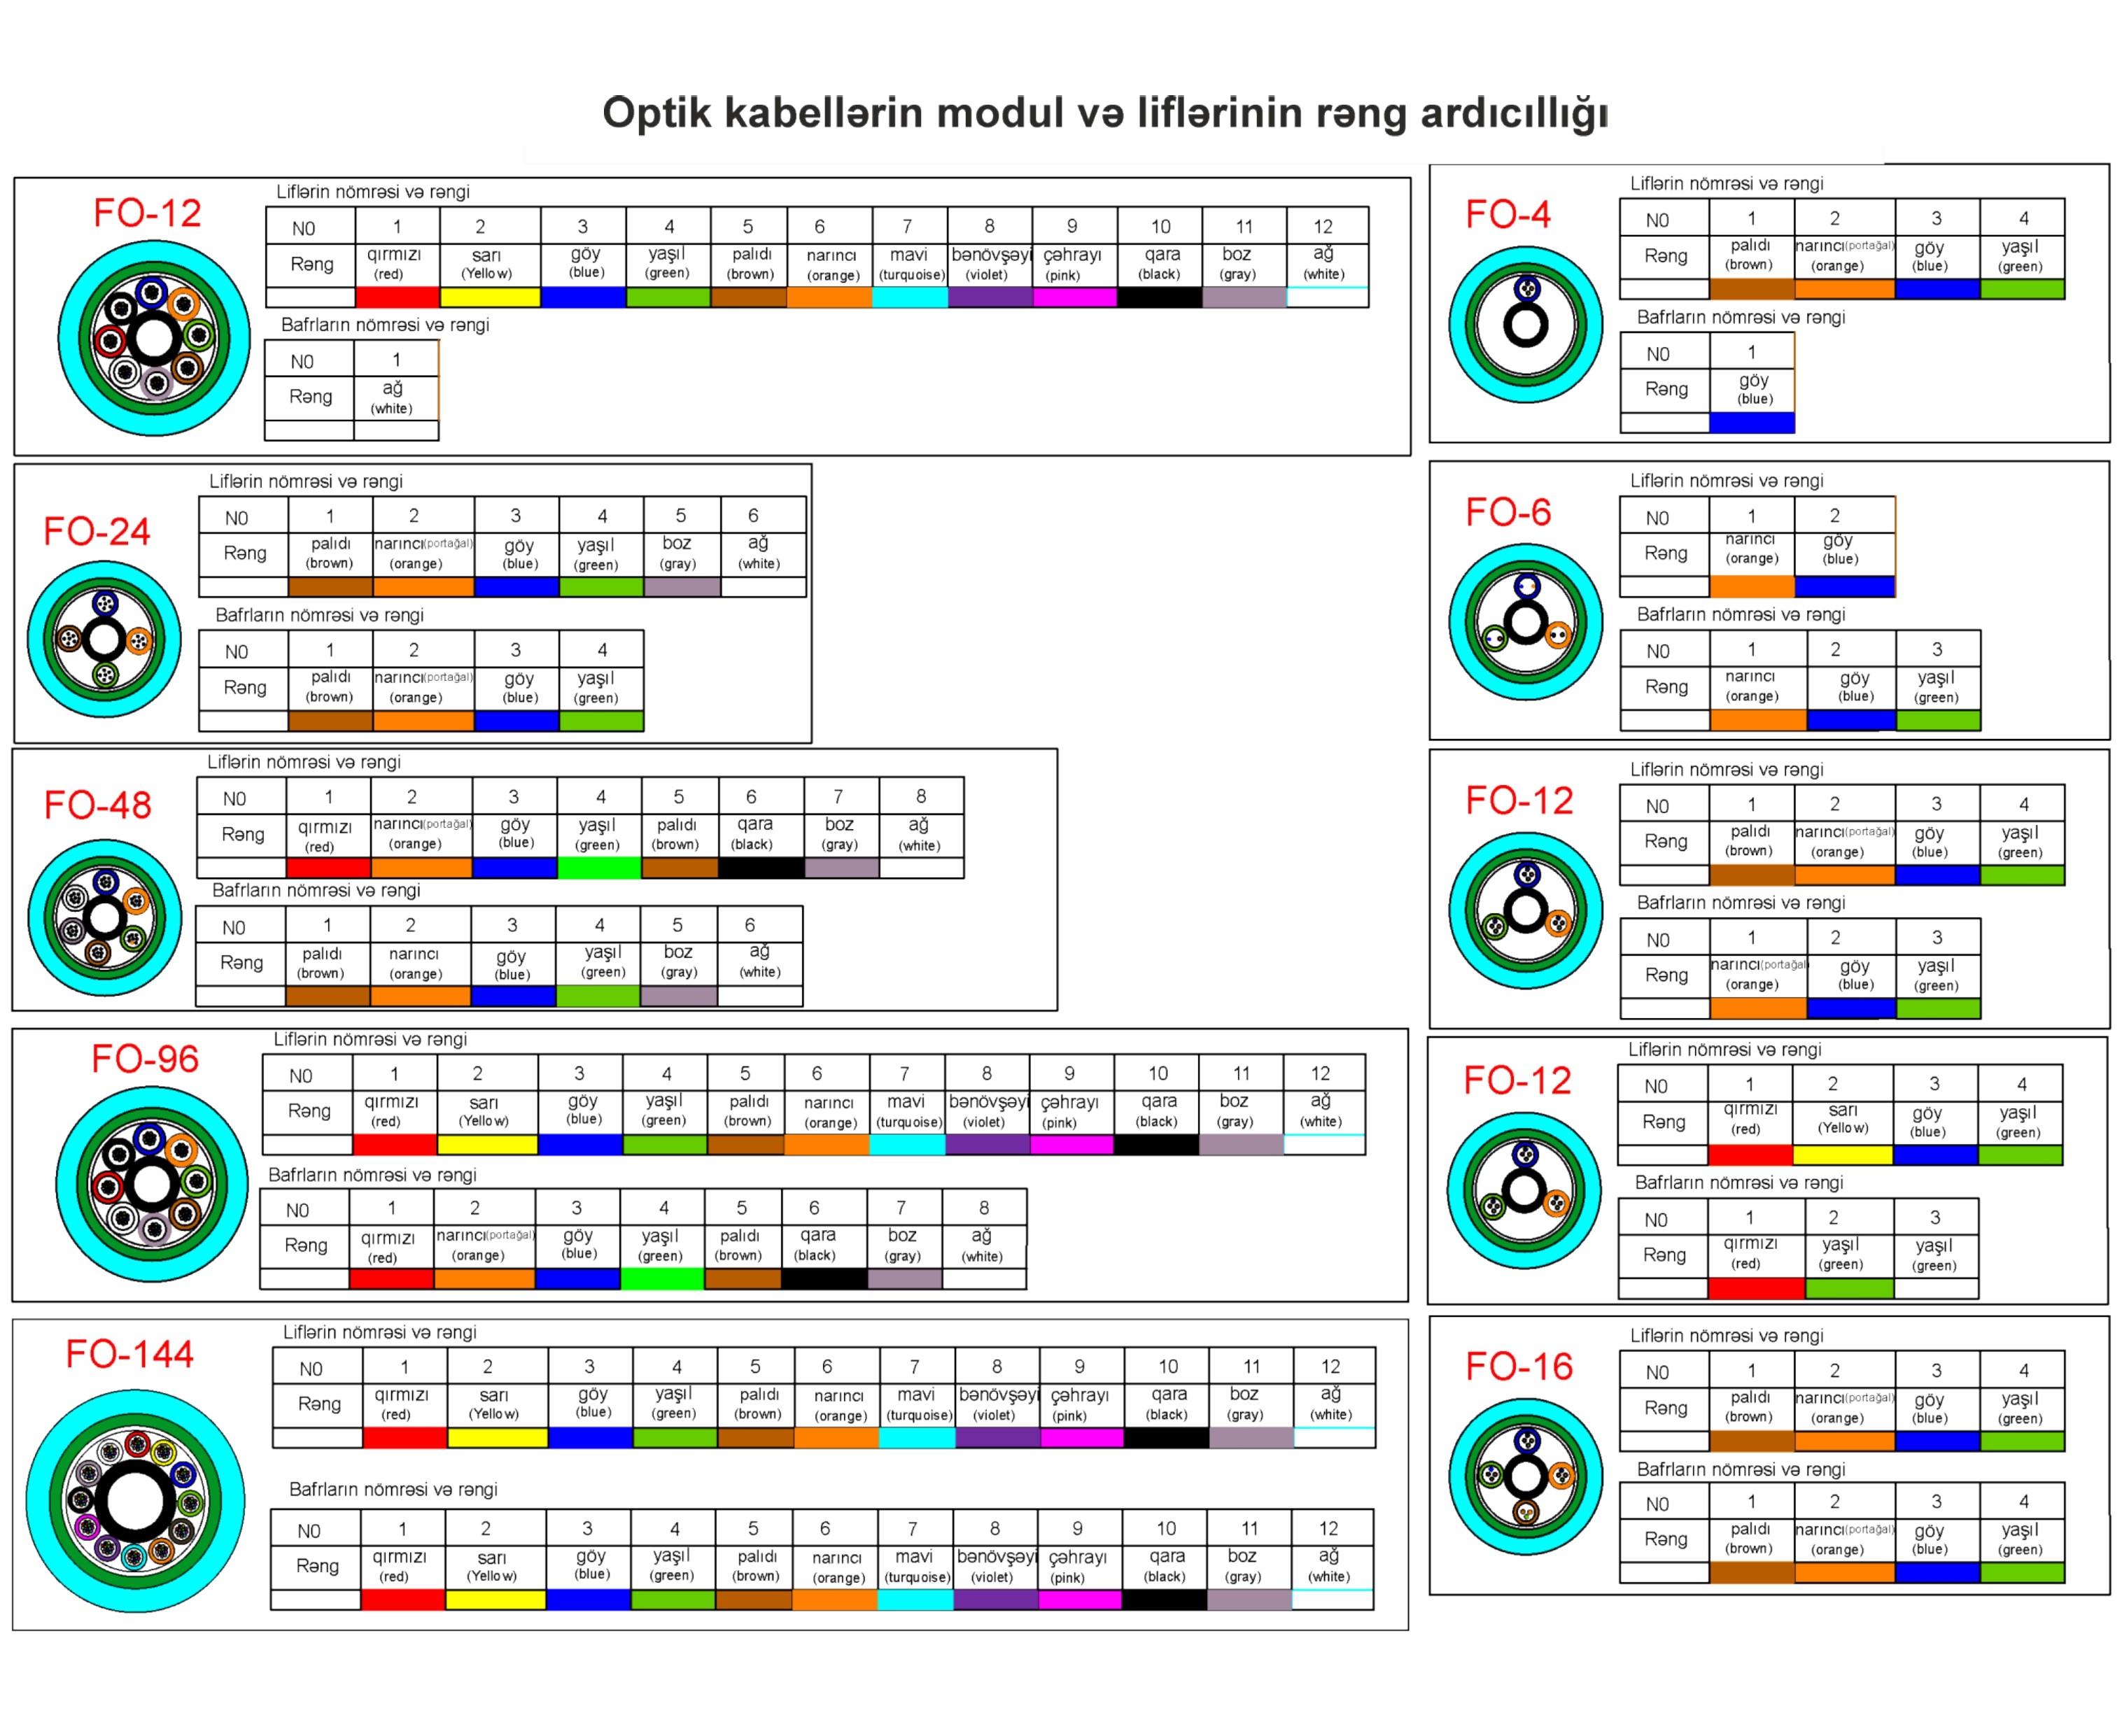 Optik kabellərin modul və liflərinin rəng ardıcıllığı
FO-12
Liflərin nömrəsi və rəngi
N0 1 2 3 4 5 6 7 8 9 10 11 12
Rəng qırmızı sarı göy yaşıl palıdı narıncı mavi bənövşəyi çəhrayı qara boz ağ
(red) (Yellow) (blue) (green) (brown) (orange) (turquoise) (violet) (pink) (black) (gray) (white)
Bafrların nömrəsi və rəngi
N0 1
Rəng ağ
(white)
FO-24
Liflərin nömrəsi və rəngi
N0 1 2 3 4 5 6
Rəng palıdı narıncı(portağal) göy yaşıl boz ağ
(brown) (orange) (blue) (green) (gray) (white)
Bafrların nömrəsi və rəngi
N0 1 2 3 4
Rəng palıdı narıncı(portağal) göy yaşıl
(brown) (orange) (blue) (green)
FO-48
Liflərin nömrəsi və rəngi
N0 1 2 3 4 5 6 7 8
Rəng qırmızı narıncı(portağal) göy yaşıl palıdı qara boz ağ
(red) (orange) (blue) (green) (brown) (black) (gray) (white)
Bafrların nömrəsi və rəngi
N0 1 2 3 4 5 6
Rəng palıdı narıncı göy yaşıl boz ağ
(brown) (orange) (blue) (green) (gray) (white)
FO-96
Liflərin nömrəsi və rəngi
N0 1 2 3 4 5 6 7 8 9 10 11 12
Rəng qırmızı sarı göy yaşıl palıdı narıncı mavi bənövşəyi çəhrayı qara boz ağ
(red) (Yellow) (blue) (green) (brown) (orange) (turquoise) (violet) (pink) (black) (gray) (white)
Bafrların nömrəsi və rəngi
N0 1 2 3 4 5 6 7 8
Rəng qırmızı narıncı(portağal) göy yaşıl palıdı qara boz ağ
(red) (orange) (blue) (green) (brown) (black) (gray) (white)
FO-144
Liflərin nömrəsi və rəngi
N0 1 2 3 4 5 6 7 8 9 10 11 12
Rəng qırmızı sarı göy yaşıl palıdı narıncı mavi bənövşəyi çəhrayı qara boz ağ
(red) (Yellow) (blue) (green) (brown) (orange) (turquoise) (violet) (pink) (black) (gray) (white)
Bafrların nömrəsi və rəngi
N0 1 2 3 4 5 6 7 8 9 10 11 12
Rəng qırmızı sarı göy yaşıl palıdı narıncı mavi bənövşəyi çəhrayı qara boz ağ
(red) (Yellow) (blue) (green) (brown) (orange) (turquoise) (violet) (pink) (black) (gray) (white)
FO-4
Liflərin nömrəsi və rəngi
N0 1 2 3 4
Rəng palıdı narıncı(portağal) göy yaşıl
(brown) (orange) (blue) (green)
Bafrların nömrəsi və rəngi
N0 1
Rəng göy
(blue)
FO-6
Liflərin nömrəsi və rəngi
N0 1 2
Rəng narıncı göy
(orange) (blue)
Bafrların nömrəsi və rəngi
N0 1 2 3
Rəng narıncı göy yaşıl
(orange) (blue) (green)
FO-12
Liflərin nömrəsi və rəngi
N0 1 2 3 4
Rəng palıdı narıncı(portağal) göy yaşıl
(brown) (orange) (blue) (green)
Bafrların nömrəsi və rəngi
N0 1 2 3
Rəng narıncı(portağal) göy yaşıl
(orange) (blue) (green)
FO-12
Liflərin nömrəsi və rəngi
N0 1 2 3 4
Rəng qırmızı sarı göy yaşıl
(red) (Yellow) (blue) (green)
Bafrların nömrəsi və rəngi
N0 1 2 3
Rəng qırmızı yaşıl yaşıl
(red) (green) (green)
FO-16
Liflərin nömrəsi və rəngi
N0 1 2 3 4
Rəng palıdı narıncı(portağal) göy yaşıl
(brown) (orange) (blue) (green)
Bafrların nömrəsi və rəngi
N0 1 2 3 4
Rəng palıdı narıncı(portağal) göy yaşıl
(brown) (orange) (blue) (green)